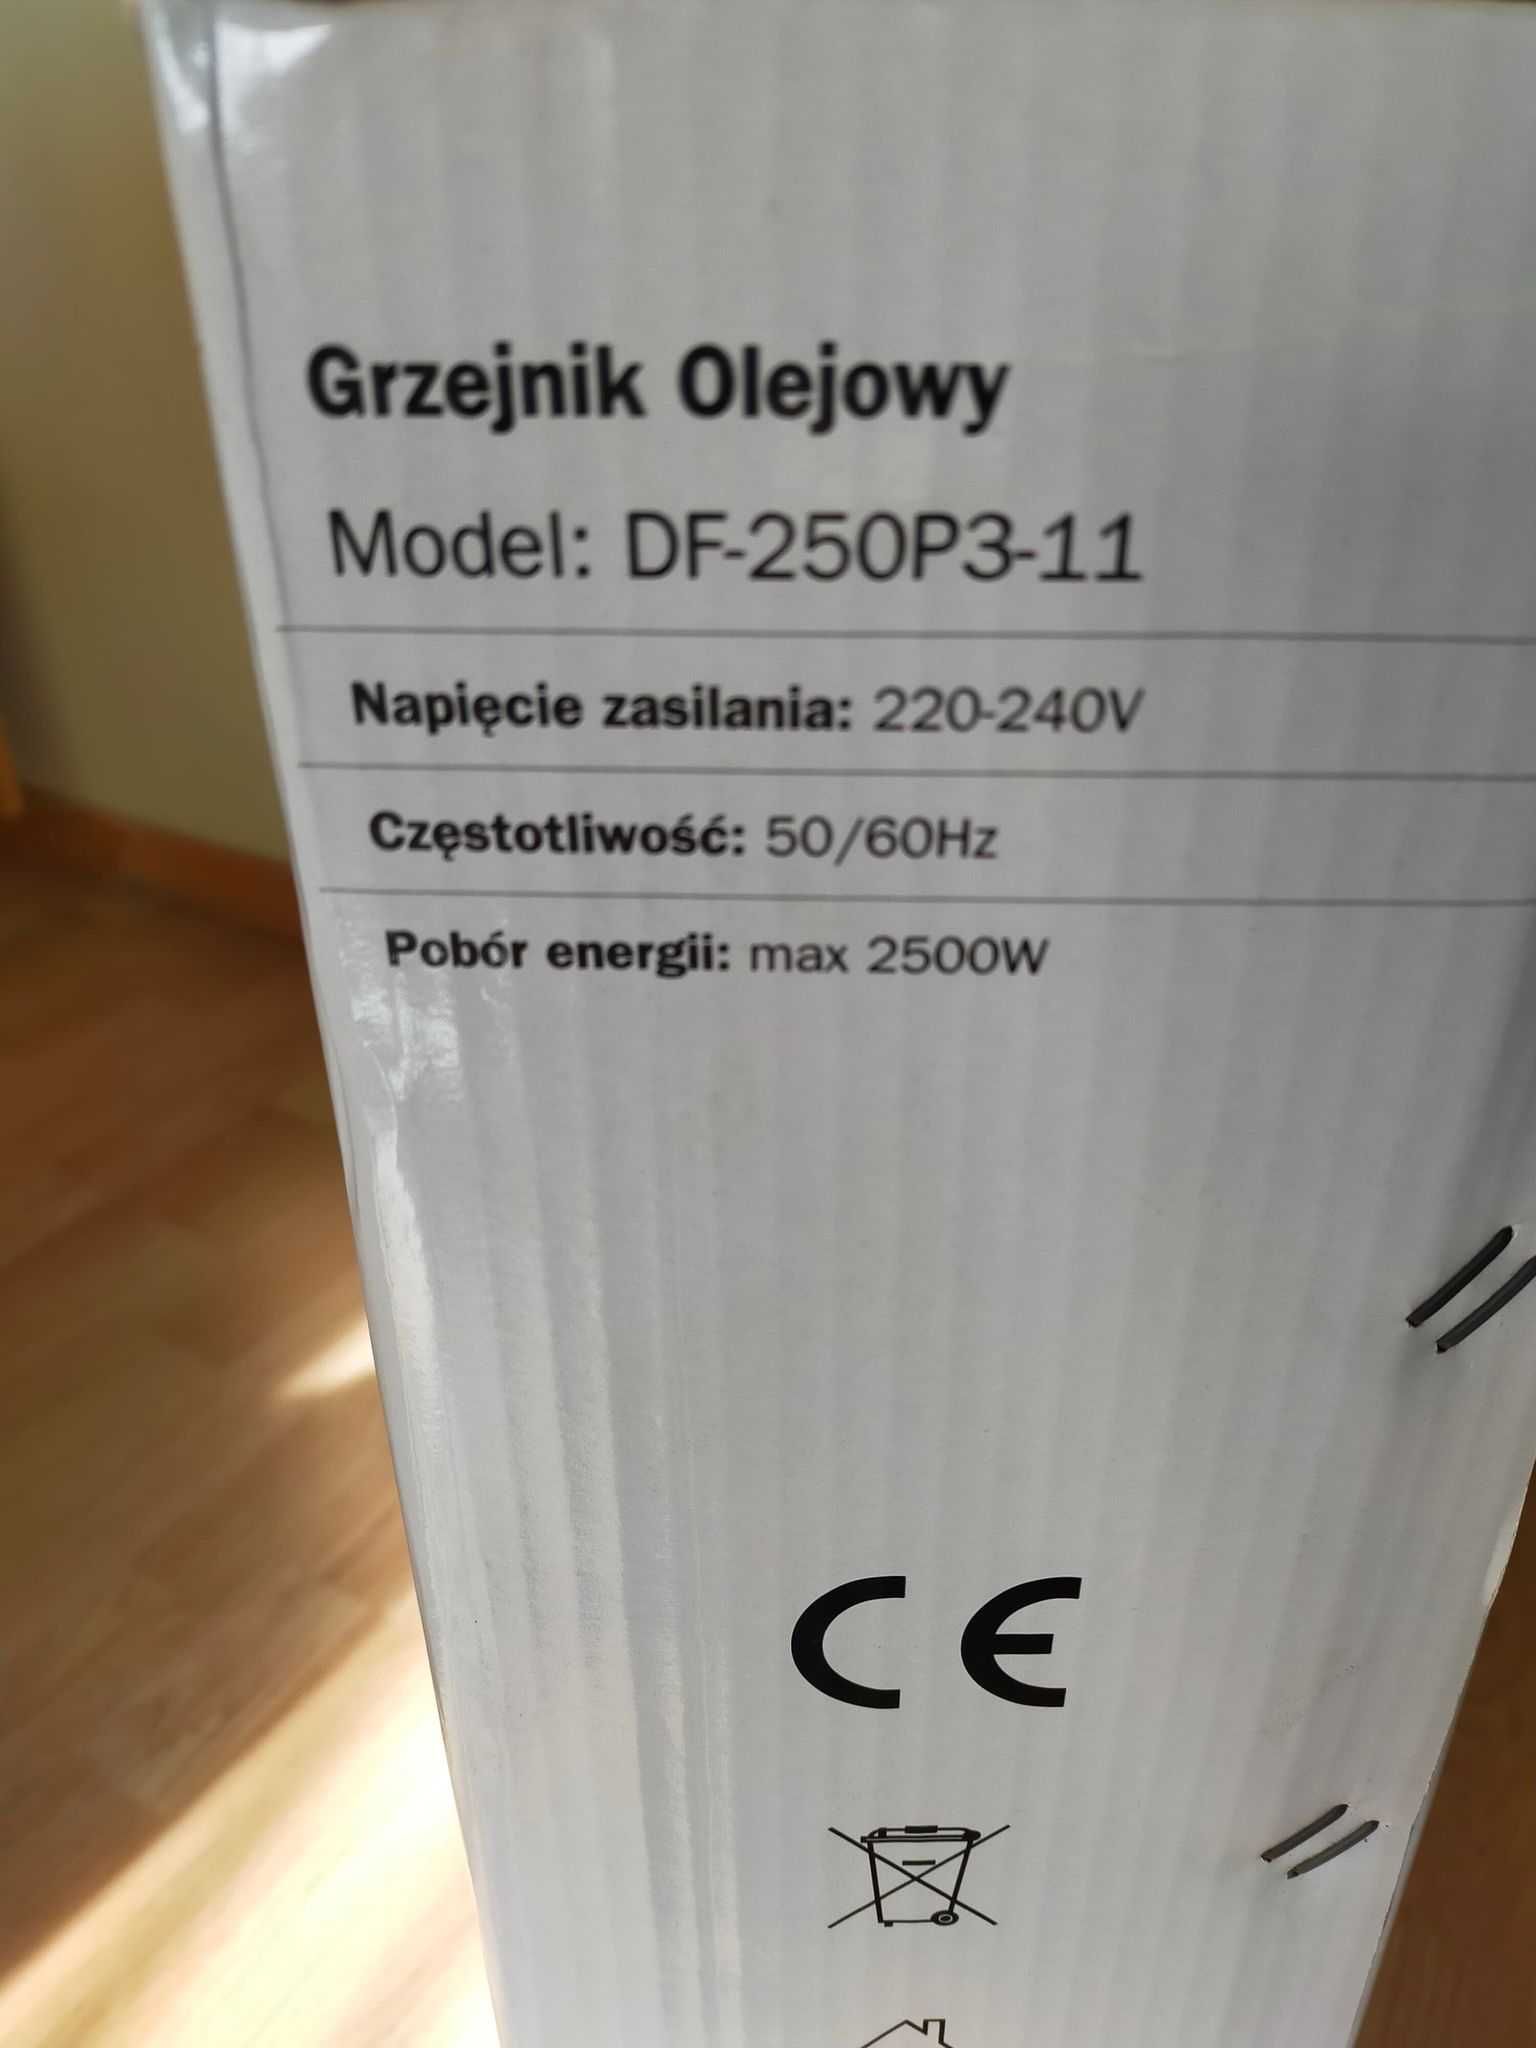 Grzejnik Olejowy
Model: DF-250P3-11
Napięcie zasilania: 220-240V
Częstotliwość: 50/60Hz
Pobór energii: max 2500W
CE